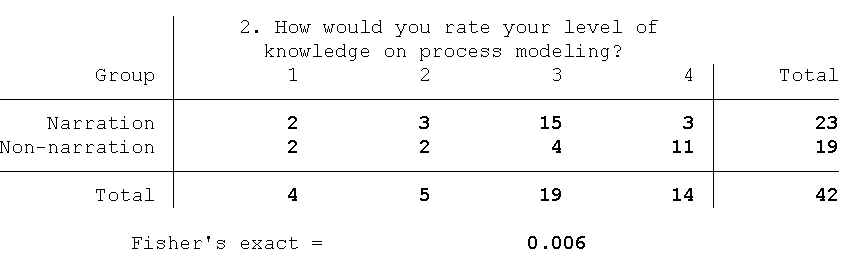 2. How would you rate your level of
knowledge on process modeling?
Group 1 2 3 4 Total
Narration 2 3 15 3 23
Non-narration 2 2 4 11 19
Total 4 5 19 14 42
Fisher's exact = 0.006